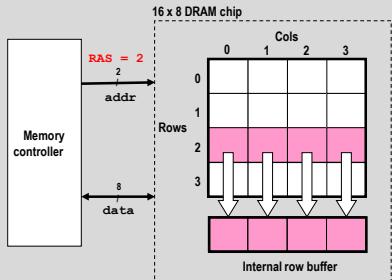 16 x 8 DRAM chip
Cols
RAS = 2
0 1 2 3
2
/
addr
0
1
Rows
2
3
Memory
controller
8
/
data
Internal row buffer